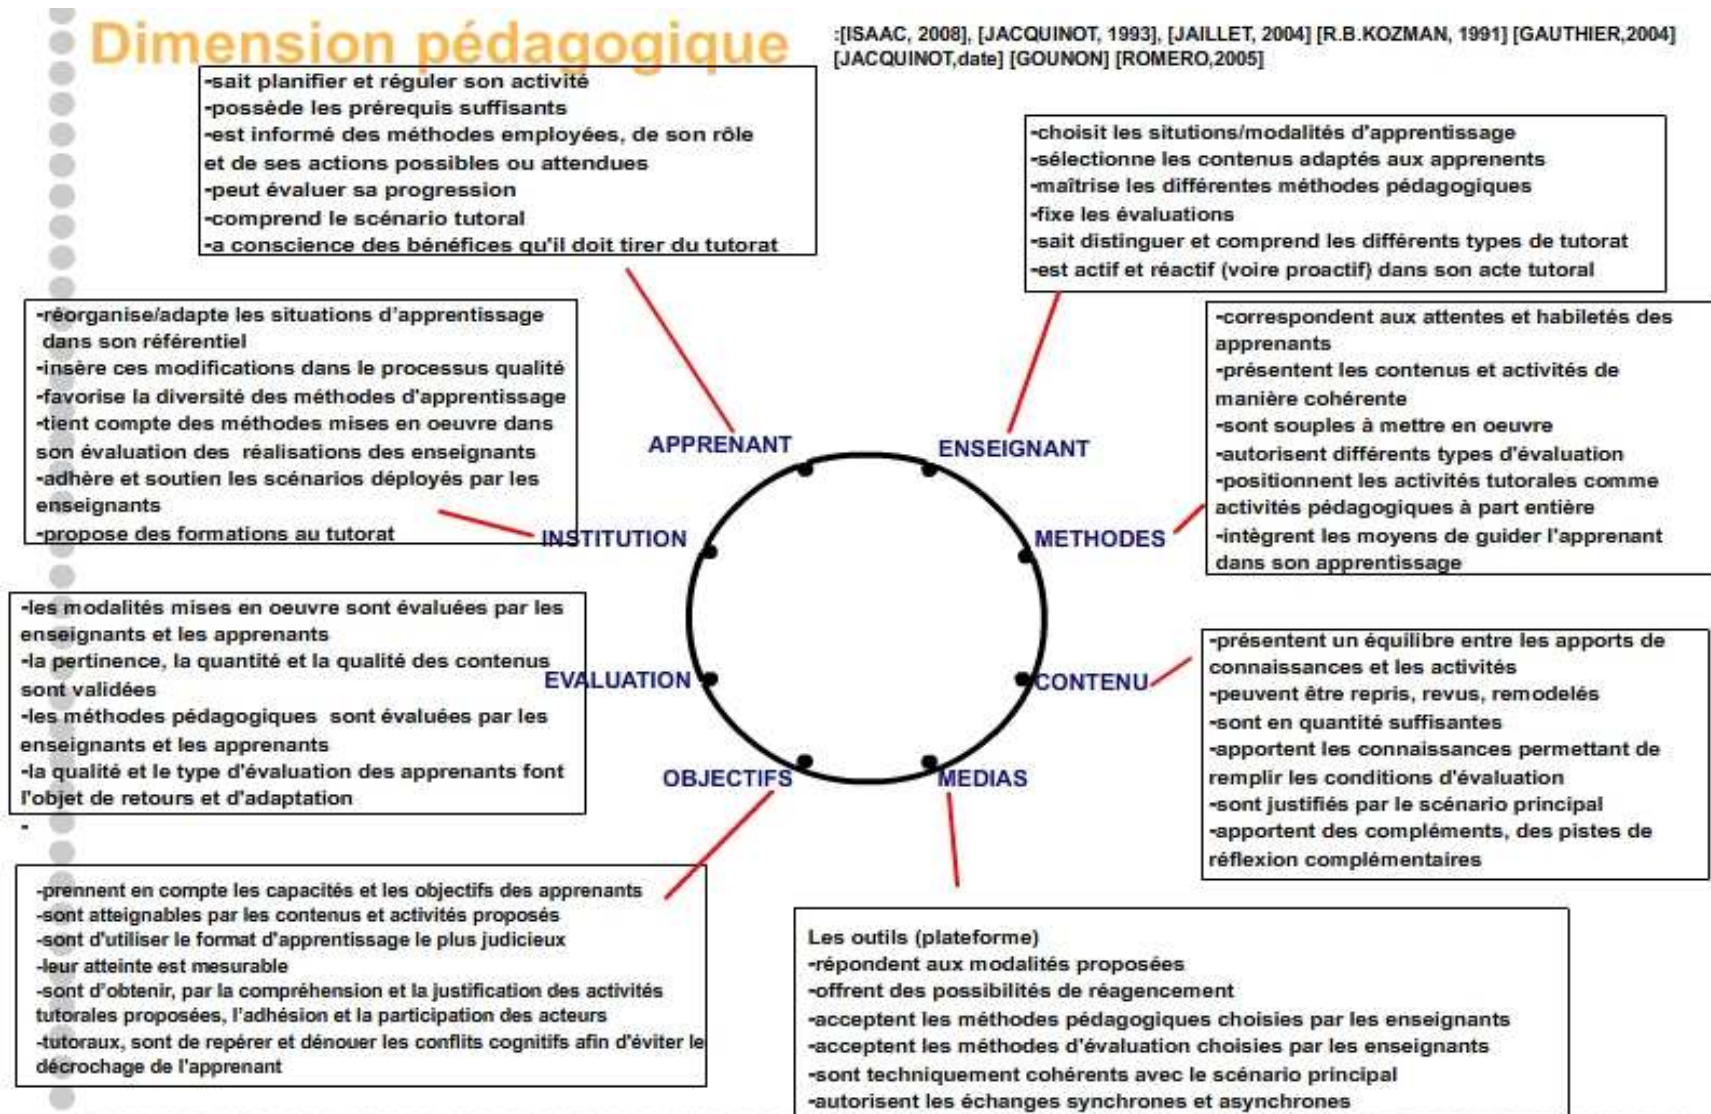 Dimension pédagogique
:[ISAAC, 2008], [JACQUINOT, 1993], [JAILLET, 2004] [R.B.KOZMAN, 1991] [GAUTHIER,2004]
[JACQUINOT,date] [GOUNON] [ROMERO,2005]
-sait planifier et réguler son activité
-possède les prérequis suffisants
-est informé des méthodes employées, de son rôle
et de ses actions possibles ou attendues
-peut évaluer sa progression
-comprend le scénario tutoral
-a conscience des bénéfices qu'il doit tirer du tutorat
-choisit les situtions/modalités d'apprentissage
-sélectionne les contenus adaptés aux apprenents
-maîtrise les différentes méthodes pédagogiques
-fixe les évaluations
-sait distinguer et comprend les différents types de tutorat
-est actif et réactif (voire proactif) dans son acte tutoral
-réorganise/adapte les situations d'apprentissage
dans son référentiel
-insère ces modifications dans le processus qualité
-favorise la diversité des méthodes d'apprentissage
-tient compte des méthodes mises en oeuvre dans
son évaluation des réalisations des enseignants
-adhère et soutien les scénarios déployés par les
enseignants
-propose des formations au tutorat
-correspondent aux attentes et habiletés des
apprenants
-présentent les contenus et activités de
manière cohérente
-sont souples à mettre en oeuvre
-autorisent différents types d'évaluation
-positionnent les activités tutorales comme
activités pédagogiques à part entière
-intègrent les moyens de guider l'apprenant
dans son apprentissage
APPRENANT
ENSEIGNANT
INSTITUTION
METHODES
EVALUATION
CONTENU
OBJECTIFS
MEDIAS
-les modalités mises en oeuvre sont évaluées par les
enseignants et les apprenants
-la pertinence, la quantité et la qualité des contenus
sont validées
-les méthodes pédagogiques sont évaluées par les
enseignants et les apprenants
-la qualité et le type d'évaluation des apprenants font
l'objet de retours et d'adaptation
-
-présentent un équilibre entre les apports de
connaissances et les activités
-peuvent être repris, revus, remodelés
-sont en quantité suffisantes
-apportent les connaissances permettant de
remplir les conditions d'évaluation
-sont justifiés par le scénario principal
-apportent des compléments, des pistes de
réflexion complémentaires
-prennent en compte les capacités et les objectifs des apprenants
-sont atteignables par les contenus et activités proposés
-sont d'utiliser le format d'apprentissage le plus judicieux
-leur atteinte est mesurable
-sont d'obtenir, par la compréhension et la justification des activités
tutorales proposées, l'adhésion et la participation des acteurs
-tutoraux, sont de repérer et dénouer les conflits cognitifs afin d'éviter le
décrochage de l'apprenant
Les outils (plateforme)
-répondent aux modalités proposées
-offrent des possibilités de réagencement
-acceptent les méthodes pédagogiques choisies par les enseignants
-acceptent les méthodes d'évaluation choisies par les enseignants
-sont techniquement cohérents avec le scénario principal
-autorisent les échanges synchrones et asynchrones